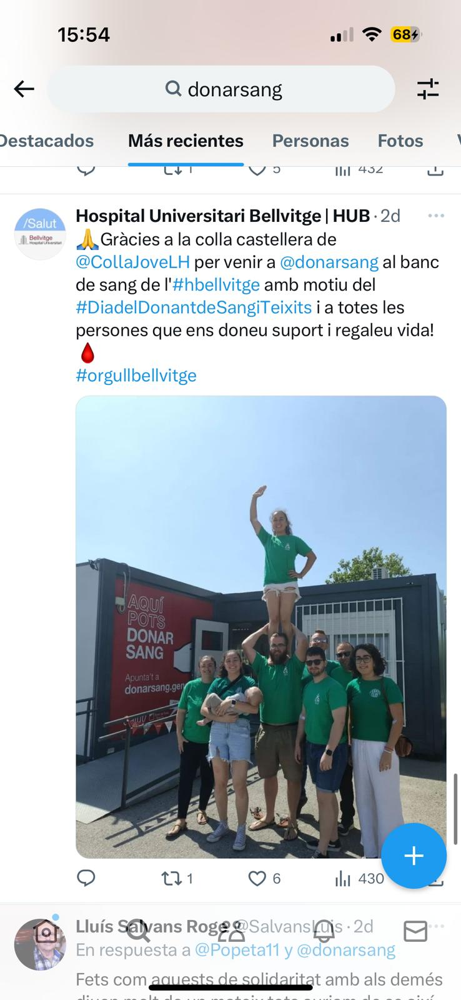 15:54
68
donarsang
Destacados
Más recientes
Personas
Fotos
1
5
432
/Salut
Bellvitge
Hospital Universitari
Hospital Universitari Bellvitge | HUB · 2d
🙏Gràcies a la colla castellera de
@CollaJoveLH per venir a @donarsang al banc
de sang de l'#hbellvitge amb motiu del
#DiadelDonantdeSangiTeixits i a totes les
persones que ens doneu suport i regaleu vida!
🩸
#orgullbellvitge
AQUÍ
POTS
DONAR
SANG
Apunta't a
donarsang.gen
1
6
430
Lluís Salvans Roge @SalvansLluis · 2d
En respuesta a @Popeta11 y @donarsang
Fets com aquests de solidaritat amb als demés